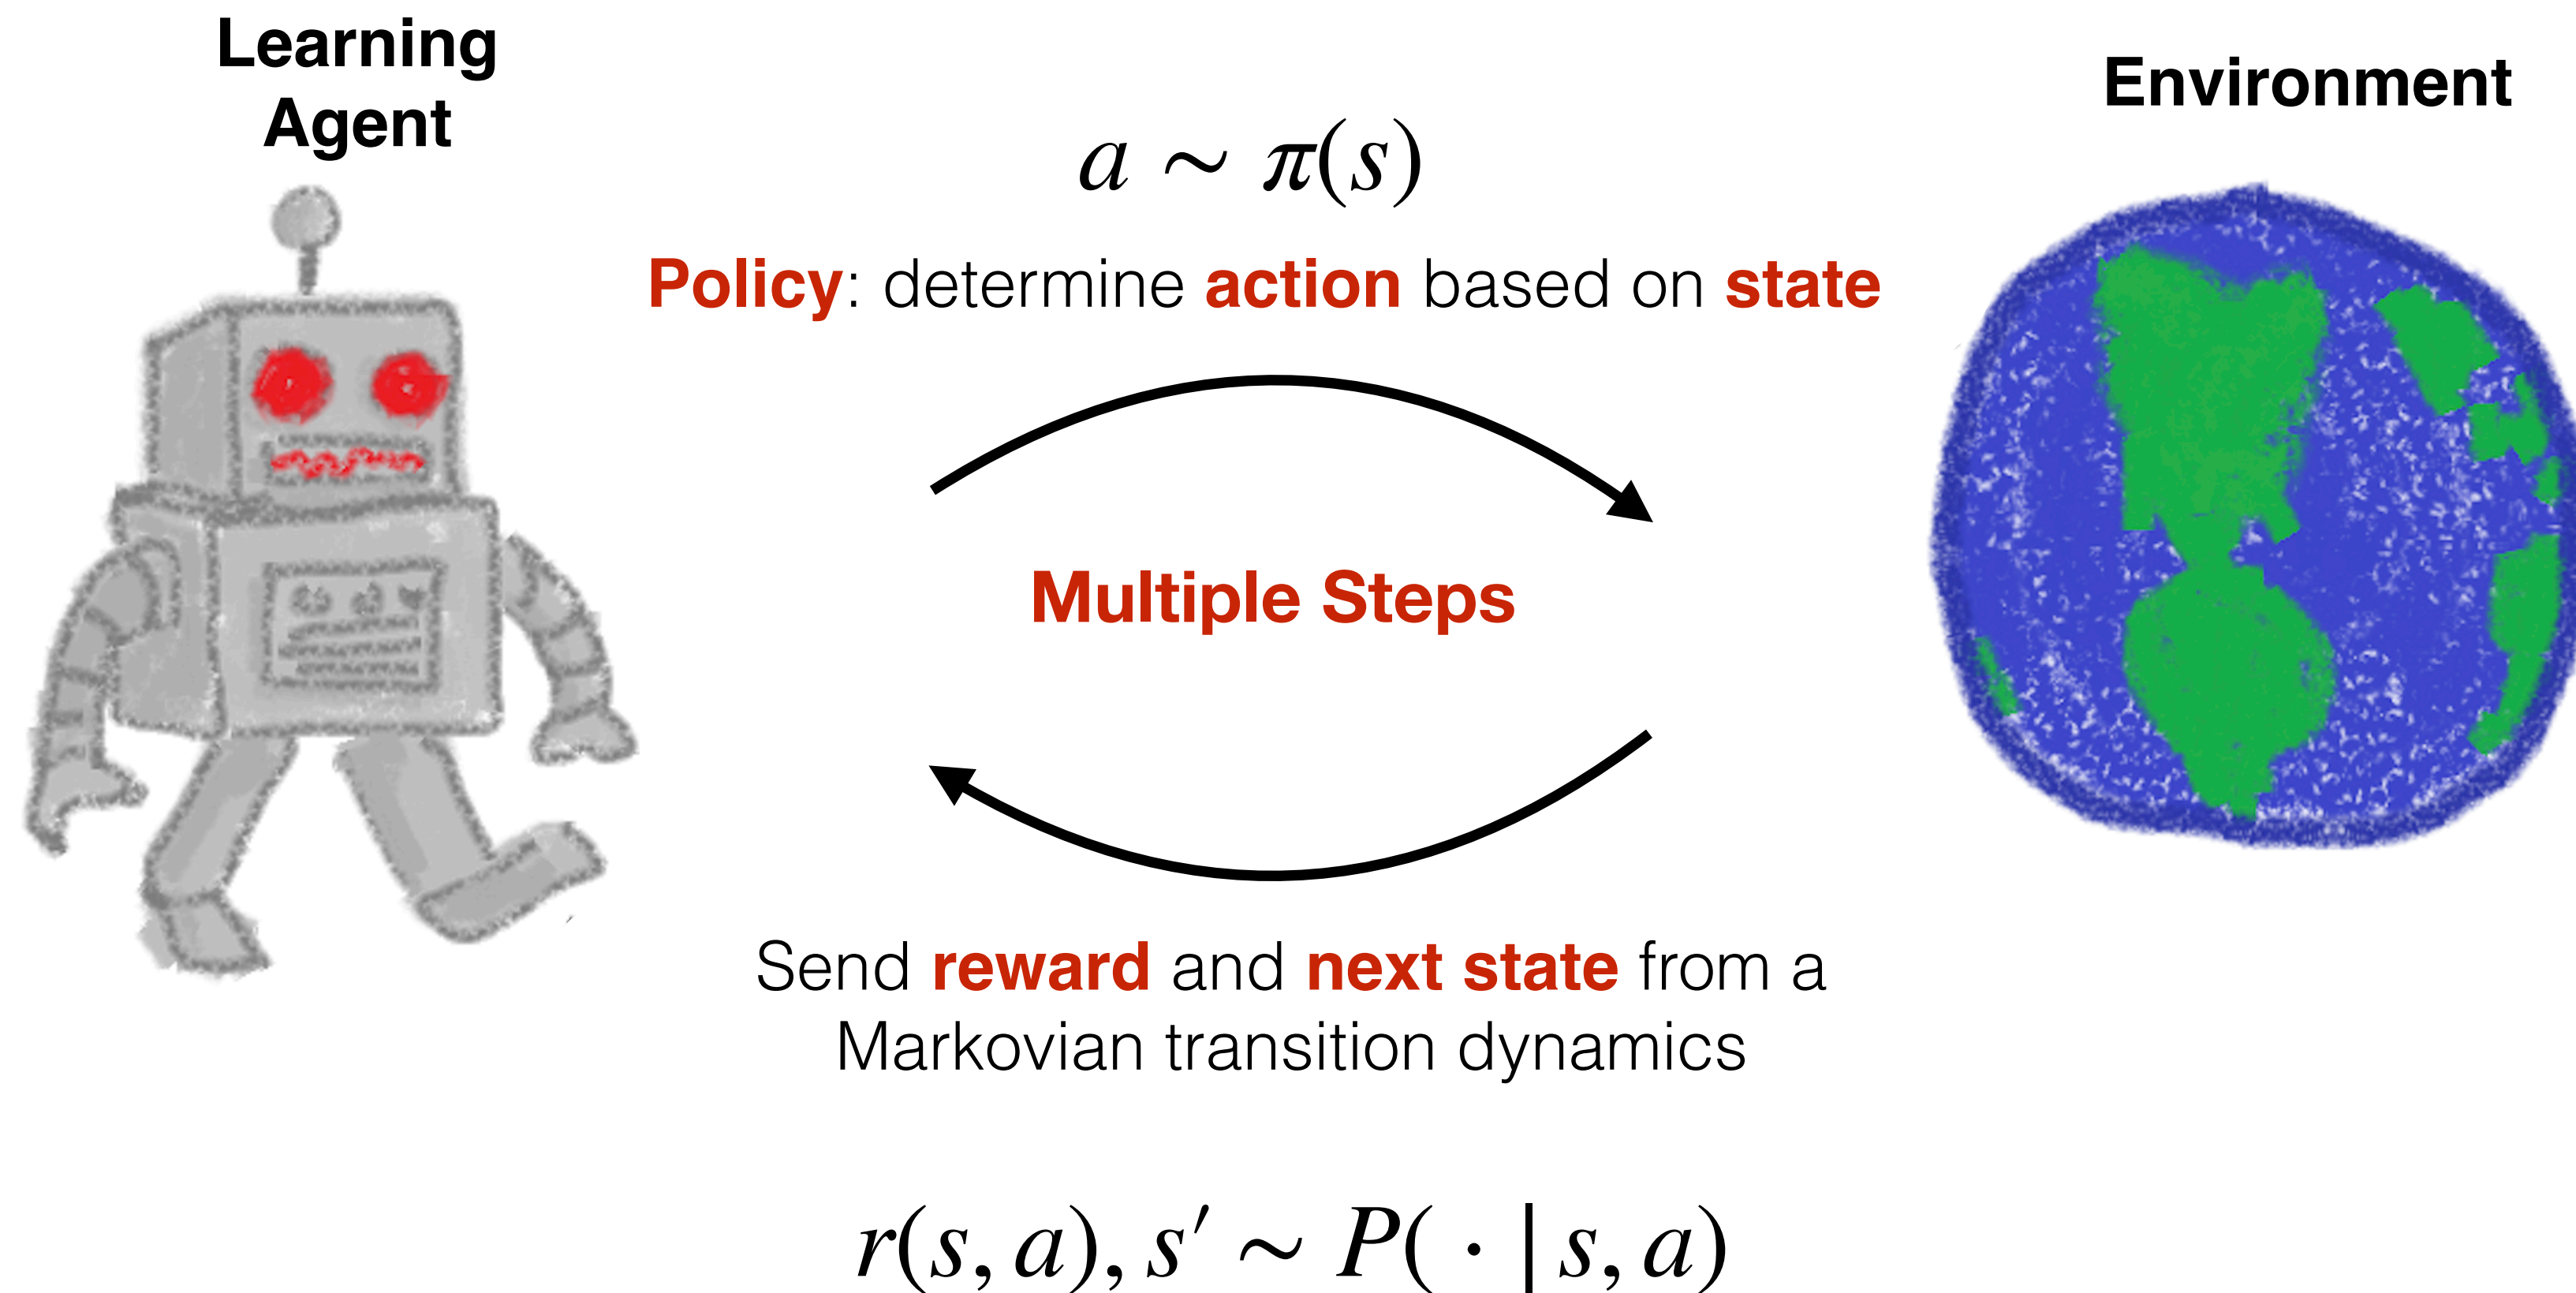 Learning
Agent
Environment
a ∼ π(s)
Policy: determine action based on state
Multiple Steps
Send reward and next state from a
Markovian transition dynamics
r(s, a), s′ ∼ P( · | s, a)